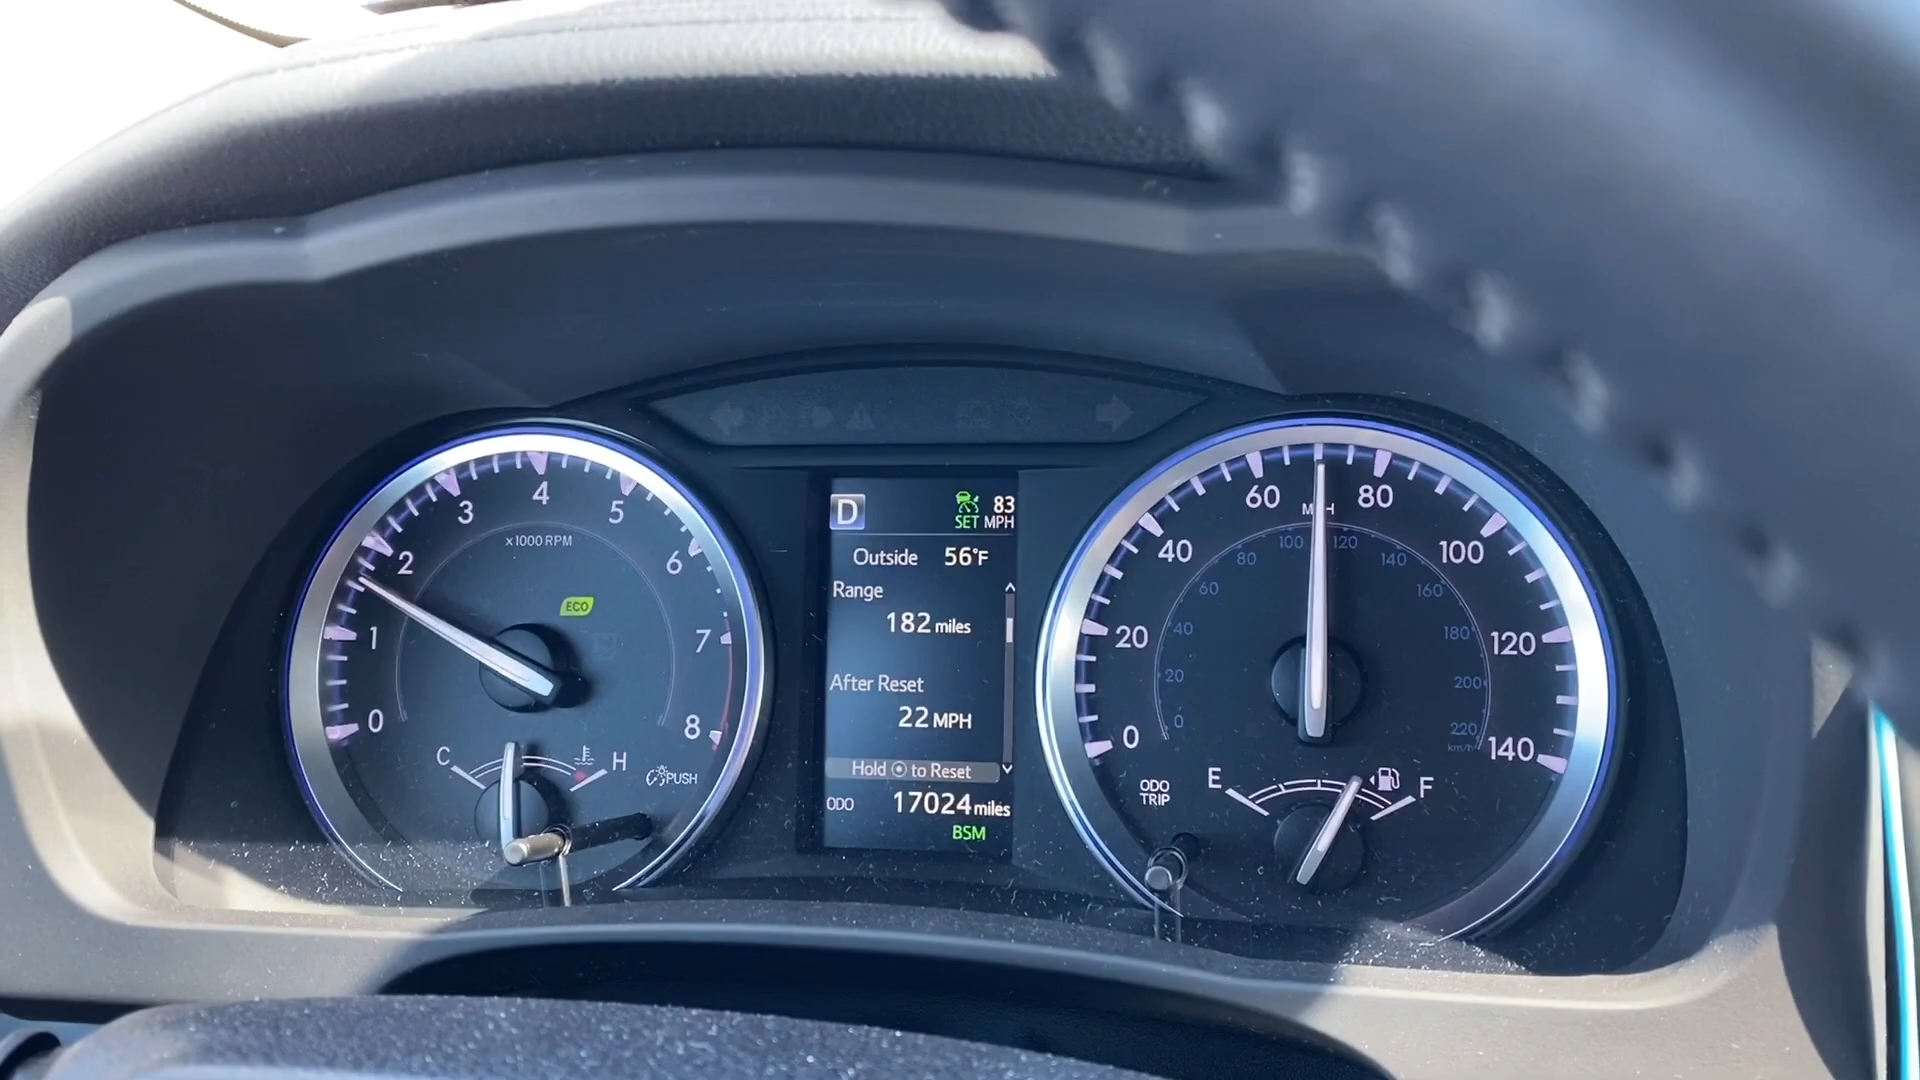 0
1
2
3
4
5
6
7
8
x1000 RPM
ECO
C
H
PUSH
D
83
SET MPH
Outside 56°F
Range
182 miles
After Reset
22 MPH
Hold to Reset
ODO 17024 miles
BSM
0
20
40
60
80
100
120
140
MPH
0
20
40
60
80
100
120
140
160
180
200
220
km/h
ODO
TRIP
E
F